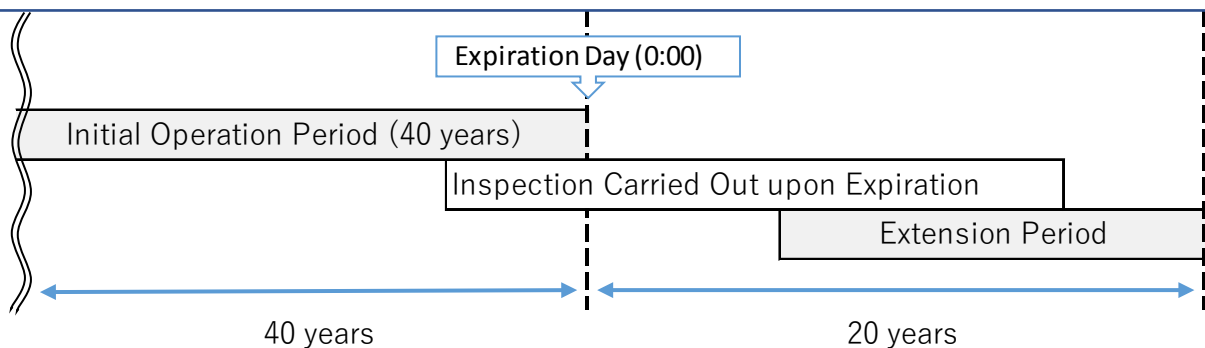 Expiration Day (0:00)
Initial Operation Period (40 years)
Inspection Carried Out upon Expiration
Extension Period
40 years
20 years